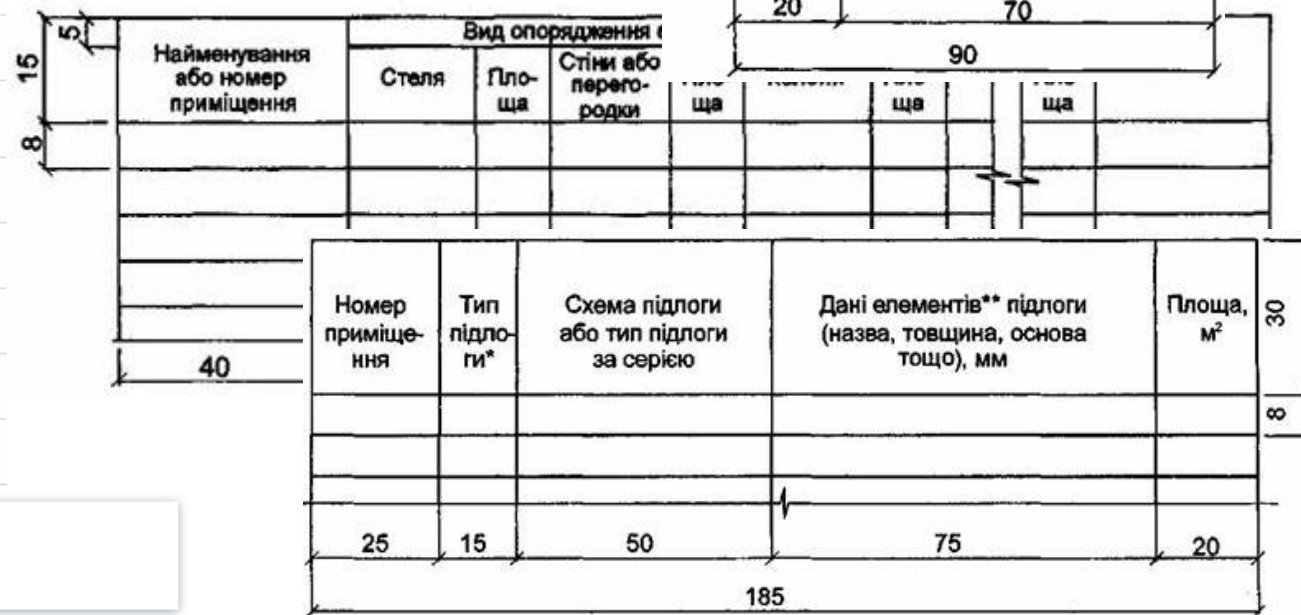 20
70
90
5
15
8
Найменування
або номер
приміщення
Вид опорядження
Стеля
Пло-
ща
Стіни або
перего-
родки
ща
ща
ща
40
Номер
приміще-
ння
Тип
підло-
ги*
Схема підлоги
або тип підлоги
за серією
Дані елементів** підлоги
(назва, товщина, основа
тощо), мм
Площа,
м²
30
8
25
15
50
75
20
185